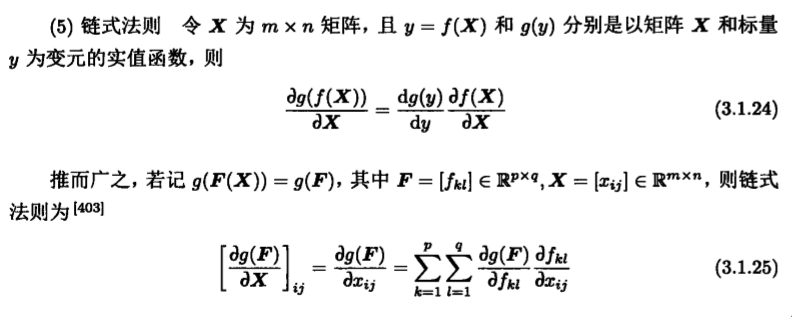 (5) 链式法则 令 X 为 m × n 矩阵，且 y = f(X) 和 g(y) 分别是以矩阵 X 和标量
y 为变元的实值函数，则
∂g(f(X))/∂X = dg(y)/dy ∂f(X)/∂X (3.1.24)
推而广之，若记 g(F(X)) = g(F)，其中 F = [f_{kl}] ∈ ℝ^{p×q}, X = [x_{ij}] ∈ ℝ^{m×n}，则链式
法则为 [403]
[∂g(F)/∂X]_{ij} = ∂g(F)/∂x_{ij} = ∑_{k=1}^{p} ∑_{l=1}^{q} ∂g(F)/∂f_{kl} ∂f_{kl}/∂x_{ij} (3.1.25)